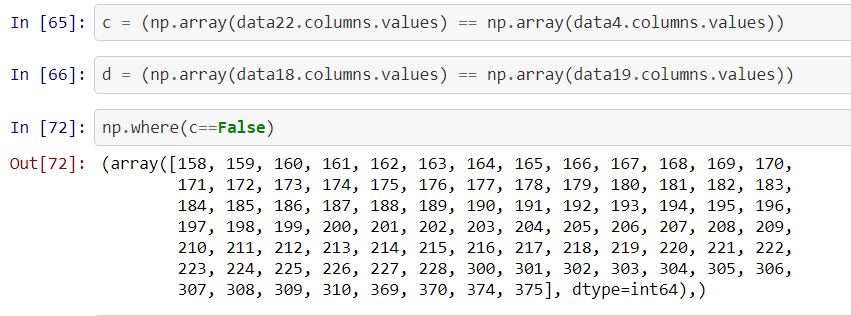 In [65]: c = (np.array(data22.columns.values) == np.array(data4.columns.values))
In [66]: d = (np.array(data18.columns.values) == np.array(data19.columns.values))
In [72]: np.where(c==False)
Out[72]: (array([158, 159, 160, 161, 162, 163, 164, 165, 166, 167, 168, 169, 170,
171, 172, 173, 174, 175, 176, 177, 178, 179, 180, 181, 182, 183,
184, 185, 186, 187, 188, 189, 190, 191, 192, 193, 194, 195, 196,
197, 198, 199, 200, 201, 202, 203, 204, 205, 206, 207, 208, 209,
210, 211, 212, 213, 214, 215, 216, 217, 218, 219, 220, 221, 222,
223, 224, 225, 226, 227, 228, 300, 301, 302, 303, 304, 305, 306,
307, 308, 309, 310, 369, 370, 374, 375], dtype=int64),)